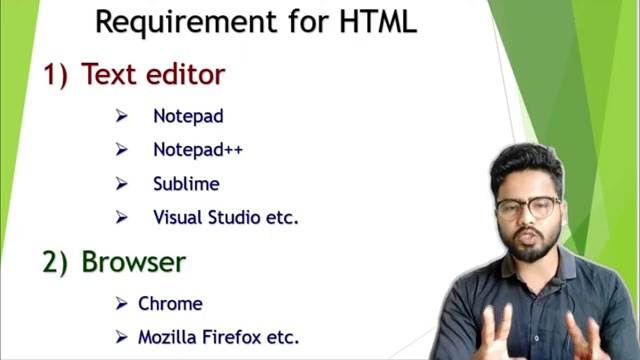 Requirement for HTML
1) Text editor
➢ Notepad
➢ Notepad++
➢ Sublime
➢ Visual Studio etc.
2) Browser
➢ Chrome
➢ Mozilla Firefox etc.